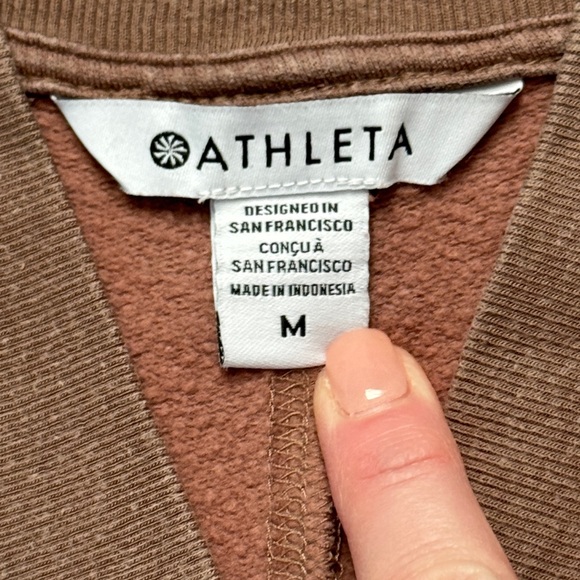 ATHLETA
DESIGNED IN
SAN FRANCISCO
CONÇU À
SAN FRANCISCO
MADE IN INDONESIA
M